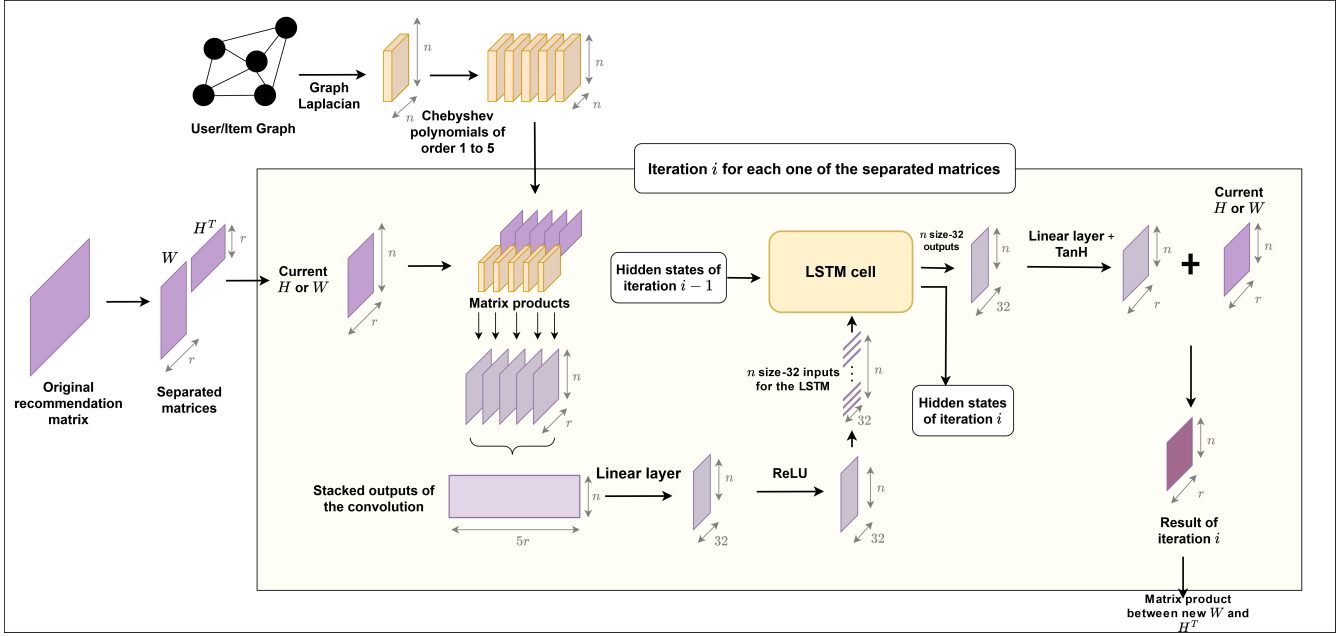 User/Item Graph
Graph
Laplacian
n
n
Chebyshev
polynomials of
order 1 to 5
n
n
Iteration i for each one of the separated matrices
Original
recommendation
matrix
W
H^T
r
r
Separated
matrices
Current
H or W
n
r
Matrix products
n
r
Stacked outputs of
the convolution
n
5r
Linear layer
n
32
ReLU
n
32
n size-32 inputs
for the LSTM
n
32
Hidden states of
iteration i − 1
LSTM cell
n size-32
outputs
Hidden states
of iteration i
n
32
Linear layer +
TanH
n
r
+
Current
H or W
n
r
n
r
Result of
iteration i
Matrix product
between new W and
H^T